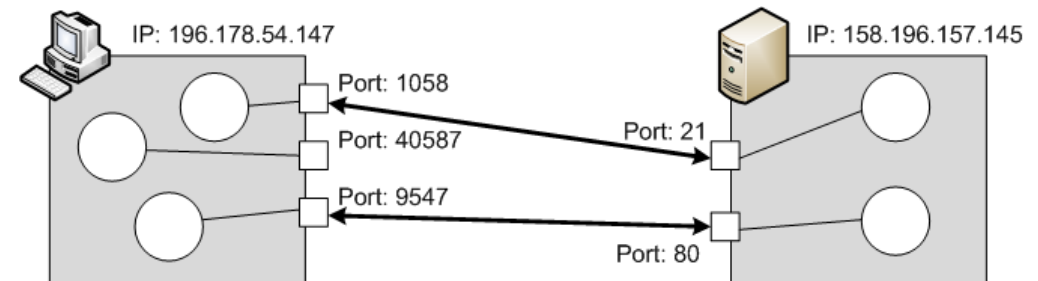 IP: 196.178.54.147
IP: 158.196.157.145
Port: 1058
Port: 21
Port: 40587
Port: 9547
Port: 80